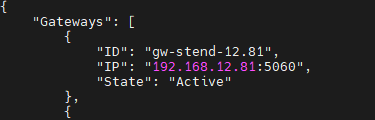 {
    "Gateways": [
        {
            "ID": "gw-stend-12.81",
            "IP": "192.168.12.81:5060",
            "State": "Active"
        },
        {